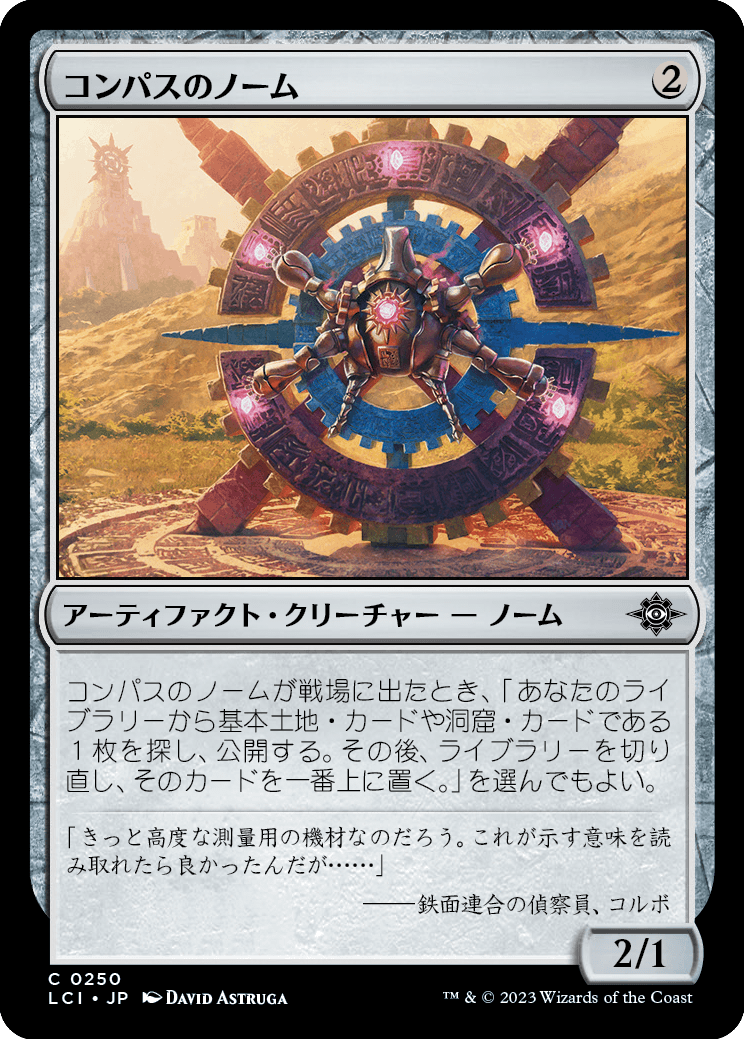 コンパスのノーム
2
アーティファクト・クリーチャー — ノーム
コンパスのノームが戦場に出たとき、「あなたのライ
ブラリーから基本土地・カードや洞窟・カードである
１枚を探し、公開する。その後、ライブラリーを切り
直し、そのカードを一番上に置く。」を選んでもよい。
「きっと高度な測量用の機材なのだろう。これが示す意味を読
み取れたら良かったんだが……」
——鉄面連合の偵察員、コルボ
2/1
C 0250
LCI • JP DAVID ASTRUGA
™ & © 2023 Wizards of the Coast